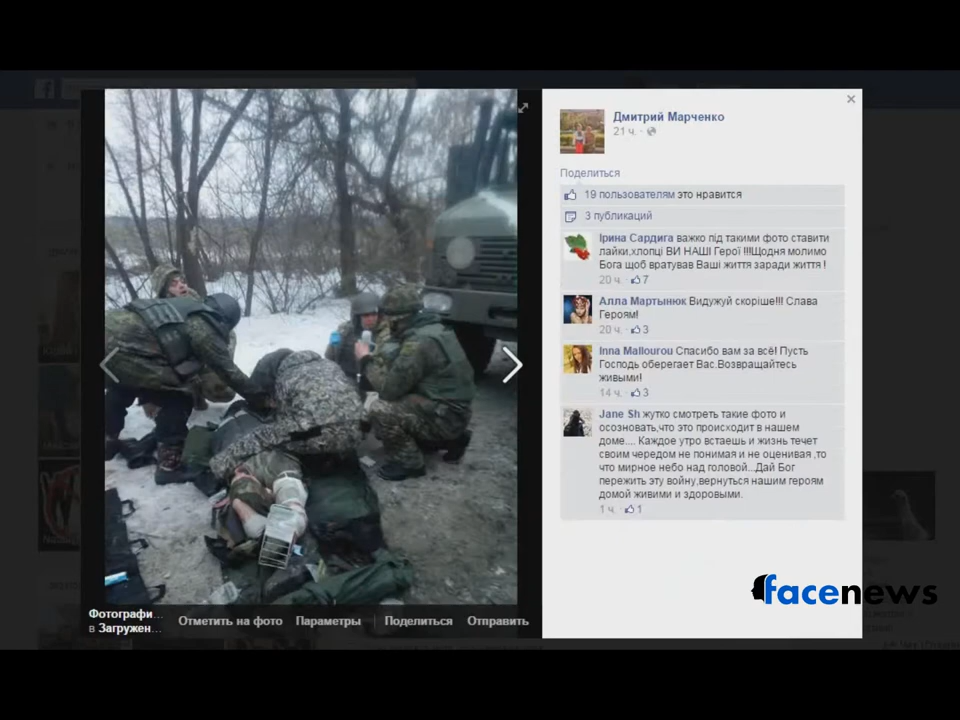 Дмитрий Марченко
21 ч. ·
Поделиться
19 пользователям это нравится
3 публикаций
Ірина Сардига важко під такими фото ставити
лайки,хлопці ВИ НАШІ Герої !!!Щодня молимо
Бога щоб вратував Ваші життя заради життя !
20 ч. · 7
Алла Мартынюк Видужуй скоріше!!! Слава
Героям!
20 ч. · 3
Inna Mallourou Спасибо вам за всё! Пусть
Господь оберегает Вас.Возвращайтесь
живыми!
14 ч. · 3
Jane Sh жутко смотреть такие фото и
осозновать,что это происходит в нашем
доме.... Каждое утро встаешь и жизнь течет
своим чередом не понимая и не оценивая ,то
что мирное небо над головой...Дай Бог
пережить эту войну,вернуться нашим героям
домой живыми и здоровыми.
1 ч. · 1
facenews
Фотографи...
в Загружен...
Отметить на фото Параметры Поделиться Отправить